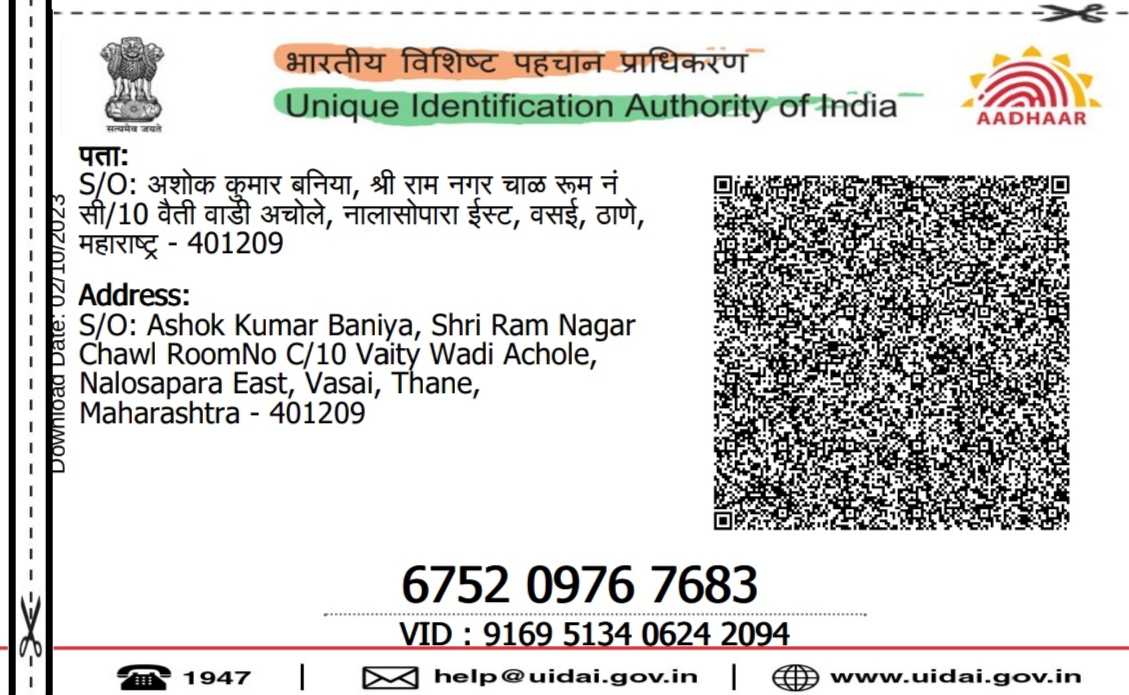 भारतीय विशिष्ट पहचान प्राधिकरण
Unique Identification Authority of India
सत्यमेव जयते
AADHAAR
पता:
S/O: अशोक कुमार बनिया, श्री राम नगर चाळ रूम नं
सी/10 वैती वाडी अचोले, नालासोपारा ईस्ट, वसई, ठाणे,
महाराष्ट्र - 401209
Download Date: 02/10/2023
Address:
S/O: Ashok Kumar Baniya, Shri Ram Nagar
Chawl RoomNo C/10 Vaity Wadi Achole,
Nalosapara East, Vasai, Thane,
Maharashtra - 401209
6752 0976 7683
VID : 9169 5134 0624 2094
1947 | help@uidai.gov.in | www.uidai.gov.in